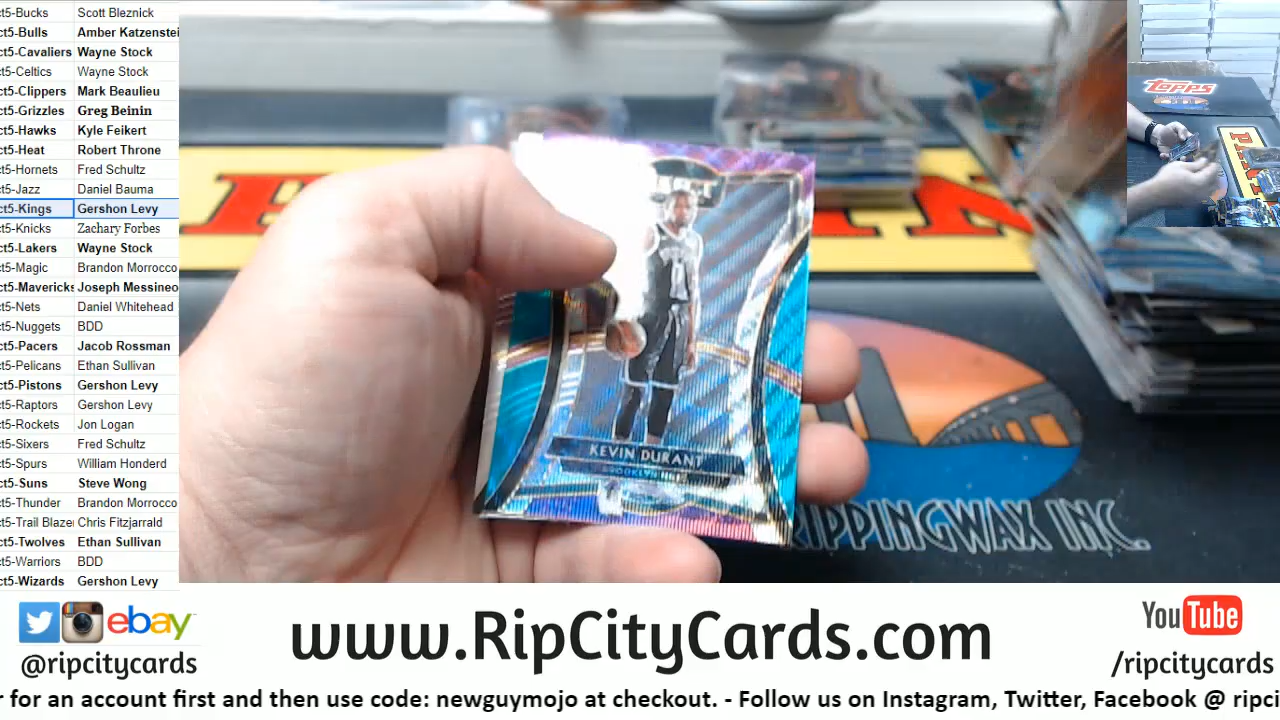 ct5-Bucks Scott Bleznick
ct5-Bulls Amber Katzenstei
ct5-Cavaliers Wayne Stock
ct5-Celtics Wayne Stock
ct5-Clippers Mark Beaulieu
ct5-Grizzles Greg Beinin
ct5-Hawks Kyle Feikert
ct5-Heat Robert Throne
ct5-Hornets Fred Schultz
ct5-Jazz Daniel Bauma
ct5-Kings Gershon Levy
ct5-Knicks Zachary Forbes
ct5-Lakers Wayne Stock
ct5-Magic Brandon Morrocco
ct5-Mavericks Joseph Messineo
ct5-Nets Daniel Whitehead
ct5-Nuggets BDD
ct5-Pacers Jacob Rossman
ct5-Pelicans Ethan Sullivan
ct5-Pistons Gershon Levy
ct5-Raptors Gershon Levy
ct5-Rockets Jon Logan
ct5-Sixers Fred Schultz
ct5-Spurs William Honderd
ct5-Suns Steve Wong
ct5-Thunder Brandon Morrocco
ct5-Trail Blaze Chris Fitzjarrald
ct5-Twolves Ethan Sullivan
ct5-Warriors BDD
ct5-Wizards Gershon Levy
topps
PANINI
KEVIN DURANT
BROOKLYN
RIPPINGWAX INC.
ebay
@ripcitycards
www.RipCityCards.com
YouTube
/ripcitycards
r for an account first and then use code: newguymojo at checkout. - Follow us on Instagram, Twitter, Facebook @ ripci